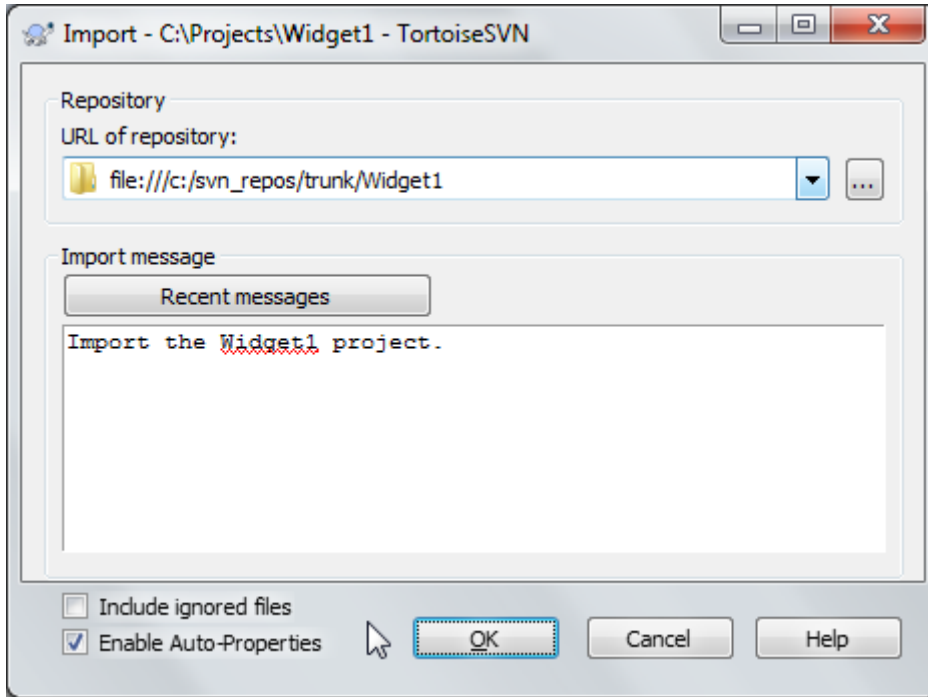 Import - C:\Projects\Widget1 - TortoiseSVN
Repository
URL of repository:
file:///c:/svn_repos/trunk/Widget1
...
Import message
Recent messages
Import the Widget1 project.
Include ignored files
Enable Auto-Properties
OK
Cancel
Help